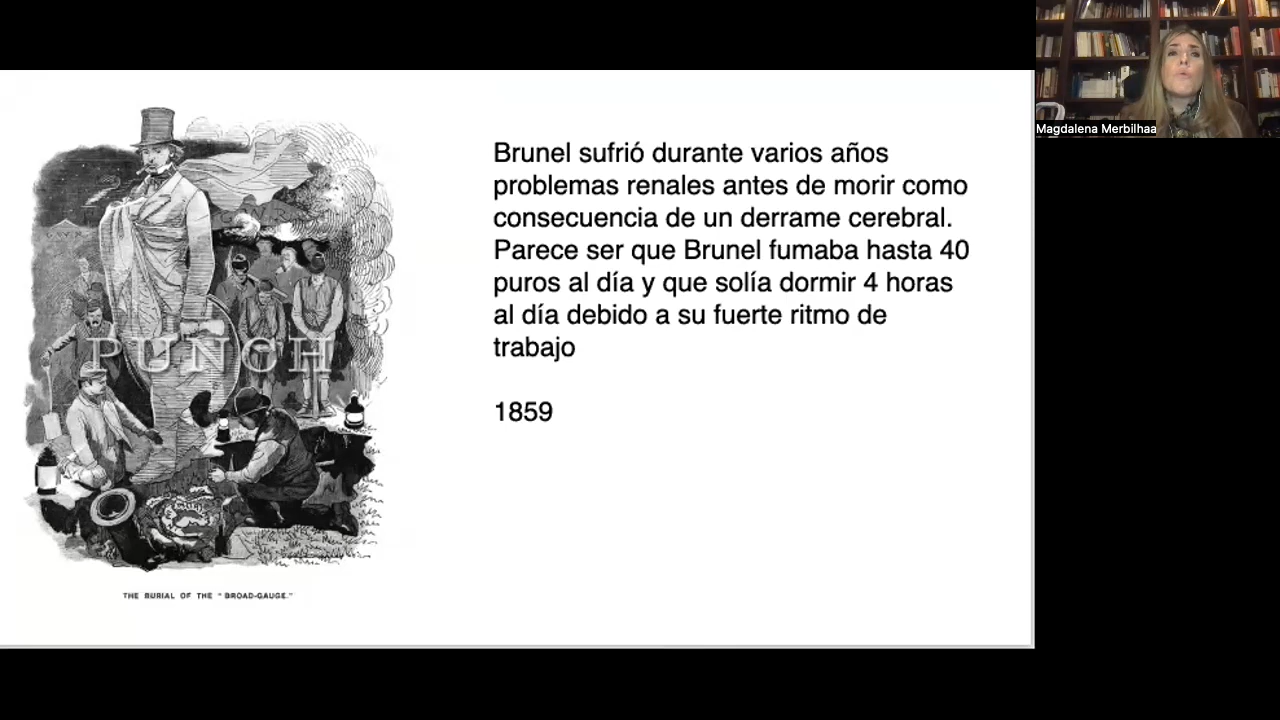 Magdalena Merbilhaa
Brunel sufrió durante varios años
problemas renales antes de morir como
consecuencia de un derrame cerebral.
Parece ser que Brunel fumaba hasta 40
puros al día y que solía dormir 4 horas
al día debido a su fuerte ritmo de
trabajo
1859
PUNCH
THE BURIAL OF THE "BROAD-GAUGE."